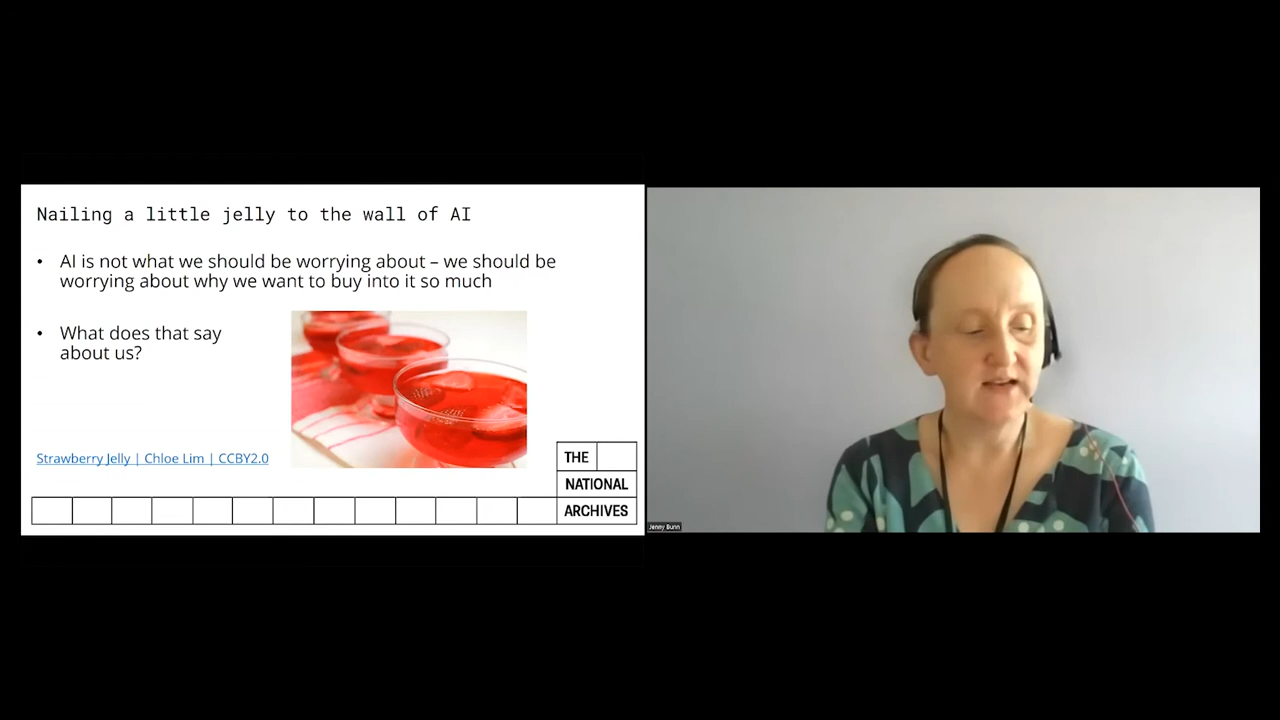 Nailing a little jelly to the wall of AI
• AI is not what we should be worrying about – we should be
worrying about why we want to buy into it so much
• What does that say
about us?
Strawberry Jelly | Chloe Lim | CCBY2.0
THE
NATIONAL
ARCHIVES
Jenny Bunn